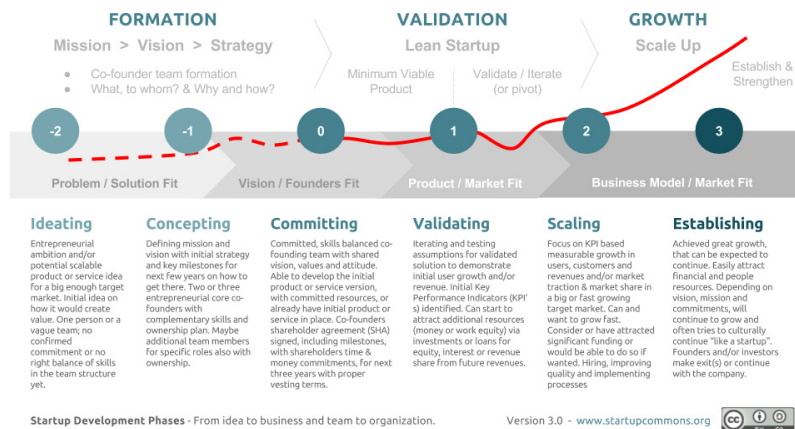 FORMATION
VALIDATION
GROWTH
Mission > Vision > Strategy
Lean Startup
Scale Up
● Co-founder team formation
● What, to whom? & Why and how?
Minimum Viable
Product
Validate / Iterate
(or pivot)
Establish &
Strengthen
-2
-1
0
1
2
3
Problem / Solution Fit
Vision / Founders Fit
Product / Market Fit
Business Model / Market Fit
Ideating
Entrepreneurial
ambition and/or
potential scalable
product or service idea
for a big enough target
market. Initial idea on
how it would create
value. One person or a
vague team; no
confirmed
commitment or no
right balance of skills
in the team structure
yet.
Concepting
Defining mission and
vision with initial strategy
and key milestones for
next few years on how to
get there. Two or three
entrepreneurial core co-
founders with
complementary skills and
ownership plan. Maybe
additional team members
for specific roles also with
ownership.
Committing
Committed, skills balanced co-
founding team with shared
vision, values and attitude.
Able to develop the initial
product or service version,
with committed resources, or
already have initial product or
service in place. Co-founders
shareholder agreement (SHA)
signed, including milestones,
with shareholders time &
money commitments, for next
three years with proper
vesting terms.
Validating
Iterating and testing
assumptions for validated
solution to demonstrate
initial user growth and/or
revenue. Initial Key
Performance Indicators (KPI'
s) identified. Can start to
attract additional resources
(money or work equity) via
investments or loans for
equity, interest or revenue
share from future revenues.
Scaling
Focus on KPI based
measurable growth in
users, customers and
revenues and/or market
traction & market share in
a big or fast growing
target market. Can and
want to grow fast.
Consider or have attracted
significant funding or
would be able to do so if
wanted. Hiring, improving
quality and implementing
processes
Establishing
Achieved great growth,
that can be expected to
continue. Easily attract
financial and people
resources. Depending on
vision, mission and
commitments, will
continue to grow and
often tries to culturally
continue "like a startup".
Founders and/or investors
make exit(s) or continue
with the company.
Startup Development Phases - From idea to business and team to organization.
Version 3.0 - www.startupcommons.org
cc